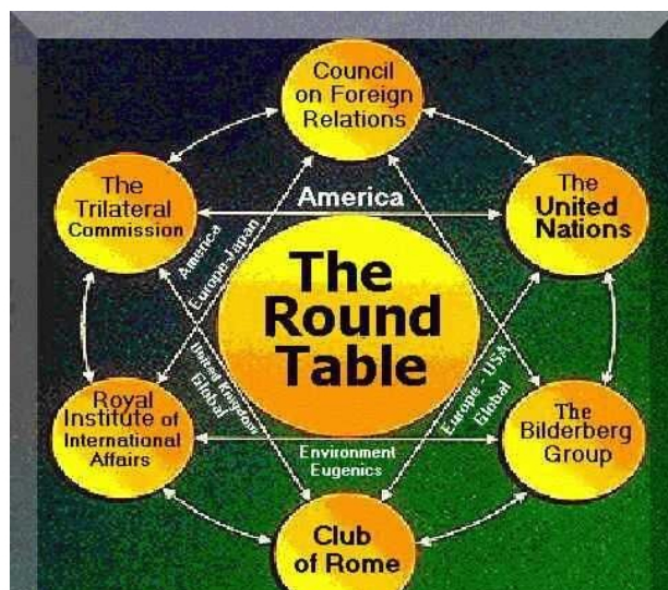 Council
on Foreign
Relations
The
Trilateral
Commission
America
The
United
Nations
America
Europe-Japan
The
Round
Table
United Kingdom
Global
Europe - USA
Global
Royal
Institute of
International
Affairs
Environment
Eugenics
The
Bilderberg
Group
Club
of Rome